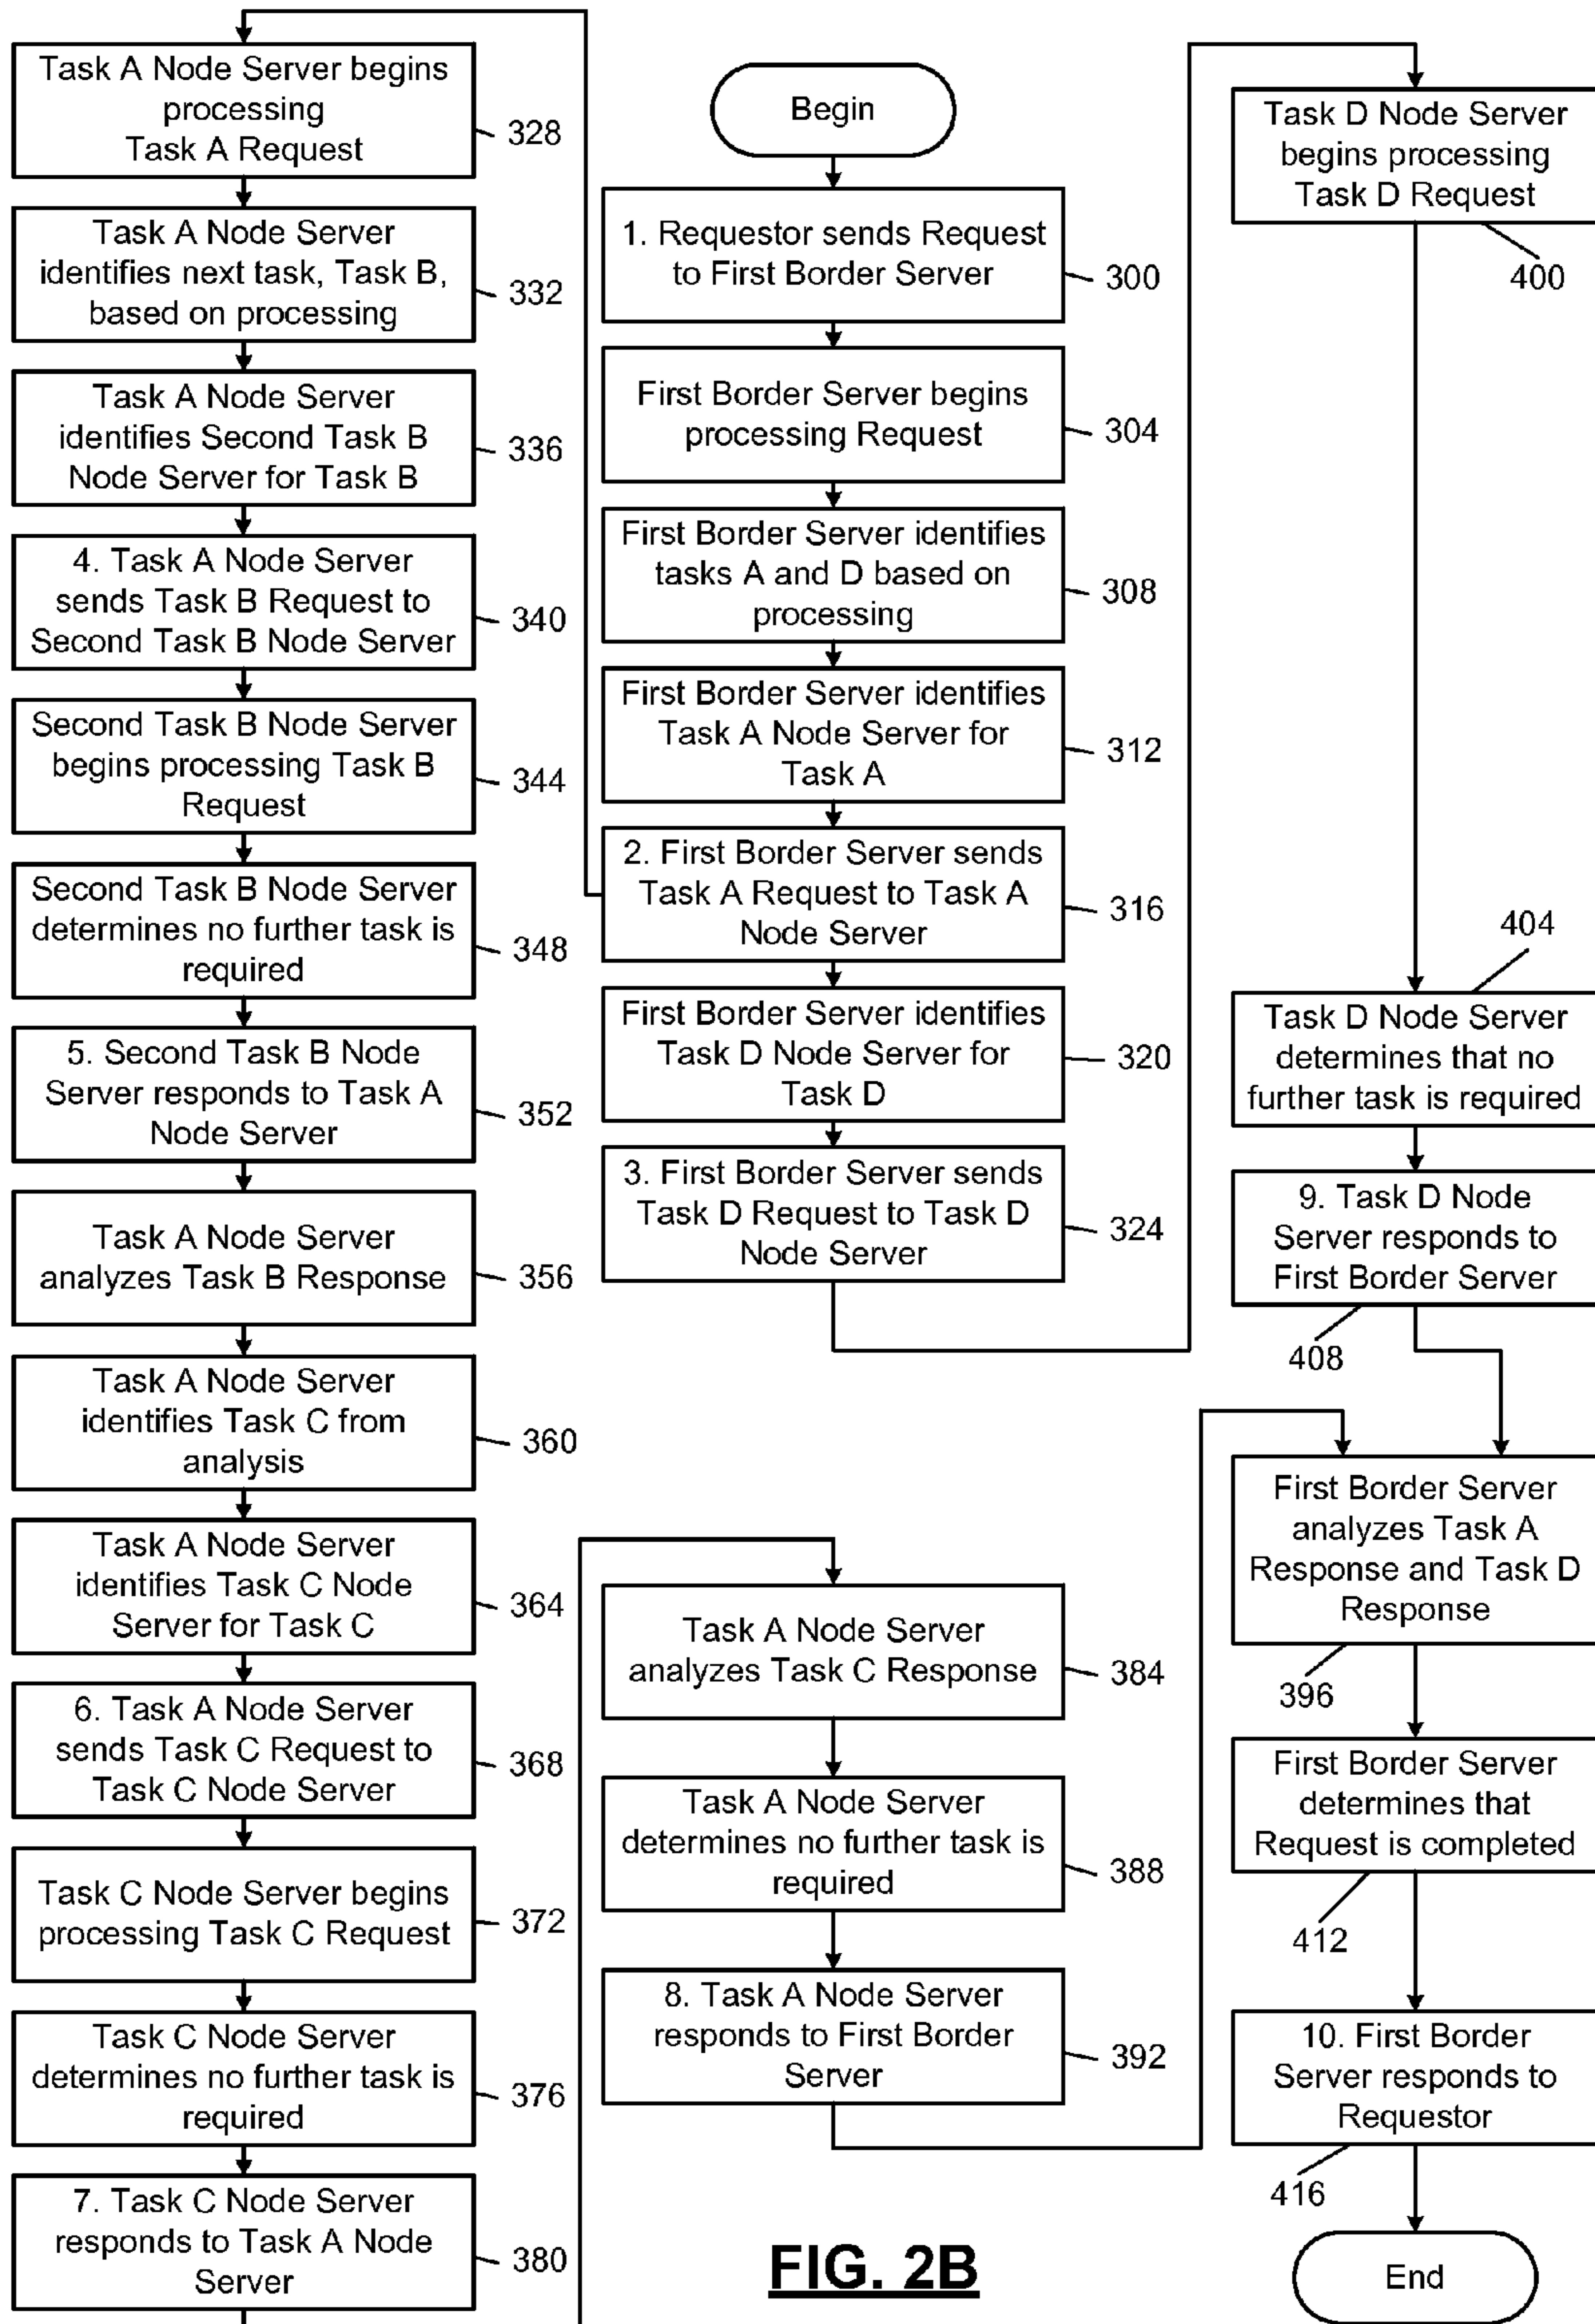 Task A Node Server begins
processing
Task A Request
328
Task A Node Server
identifies next task, Task B,
based on processing
332
Task A Node Server
identifies Second Task B
Node Server for Task B
336
4. Task A Node Server
sends Task B Request to
Second Task B Node Server
340
Second Task B Node Server
begins processing Task B
Request
344
Second Task B Node Server
determines no further task is
required
348
5. Second Task B Node
Server responds to Task A
Node Server
352
Task A Node Server
analyzes Task B Response
356
Task A Node Server
identifies Task C from
analysis
360
Task A Node Server
identifies Task C Node
Server for Task C
364
6. Task A Node Server
sends Task C Request to
Task C Node Server
368
Task C Node Server begins
processing Task C Request
372
Task C Node Server
determines no further task is
required
376
7. Task C Node Server
responds to Task A Node
Server
380
Begin
1. Requestor sends Request
to First Border Server
300
First Border Server begins
processing Request
304
First Border Server identifies
tasks A and D based on
processing
308
First Border Server identifies
Task A Node Server for
Task A
312
2. First Border Server sends
Task A Request to Task A
Node Server
316
First Border Server identifies
Task D Node Server for
Task D
320
3. First Border Server sends
Task D Request to Task D
Node Server
324
Task A Node Server
analyzes Task C Response
384
Task A Node Server
determines no further task is
required
388
8. Task A Node Server
responds to First Border
Server
392
Task D Node Server
begins processing
Task D Request
400
404
Task D Node Server
determines that no
further task is required
9. Task D Node
Server responds to
First Border Server
408
First Border Server
analyzes Task A
Response and Task D
Response
396
First Border Server
determines that
Request is completed
412
10. First Border
Server responds to
Requestor
416
End
FIG. 2B